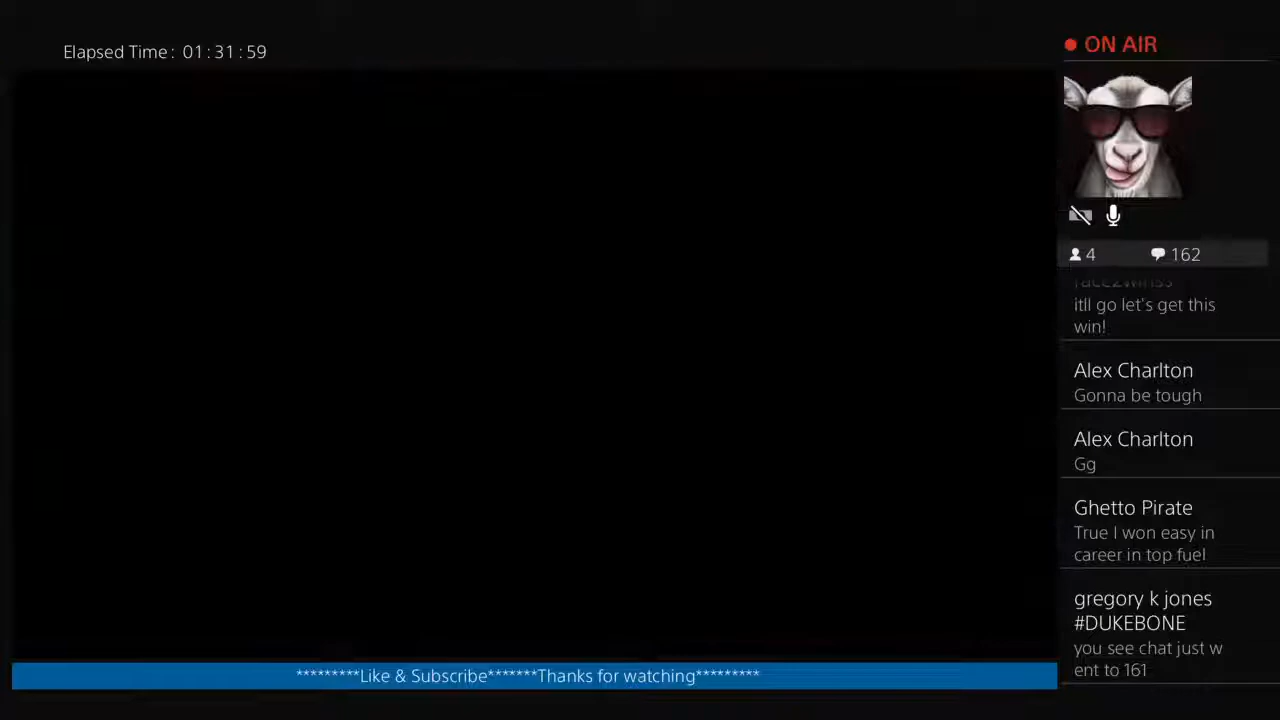 Elapsed Time: 01:31:59
ON AIR
4 162
itll go let's get this
win!
Alex Charlton
Gonna be tough
Alex Charlton
Gg
Ghetto Pirate
True I won easy in
career in top fuel
gregory k jones
#DUKEBONE
you see chat just w
ent to 161
*********Like & Subscribe*******Thanks for watching*********